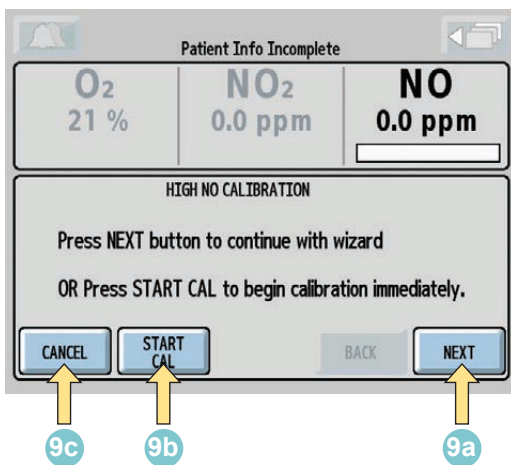 Patient Info Incomplete
O2 NO2 NO
21 % 0.0 ppm 0.0 ppm
HIGH NO CALIBRATION
Press NEXT button to continue with wizard
OR Press START CAL to begin calibration immediately.
CANCEL START CAL BACK NEXT
9c 9b 9a